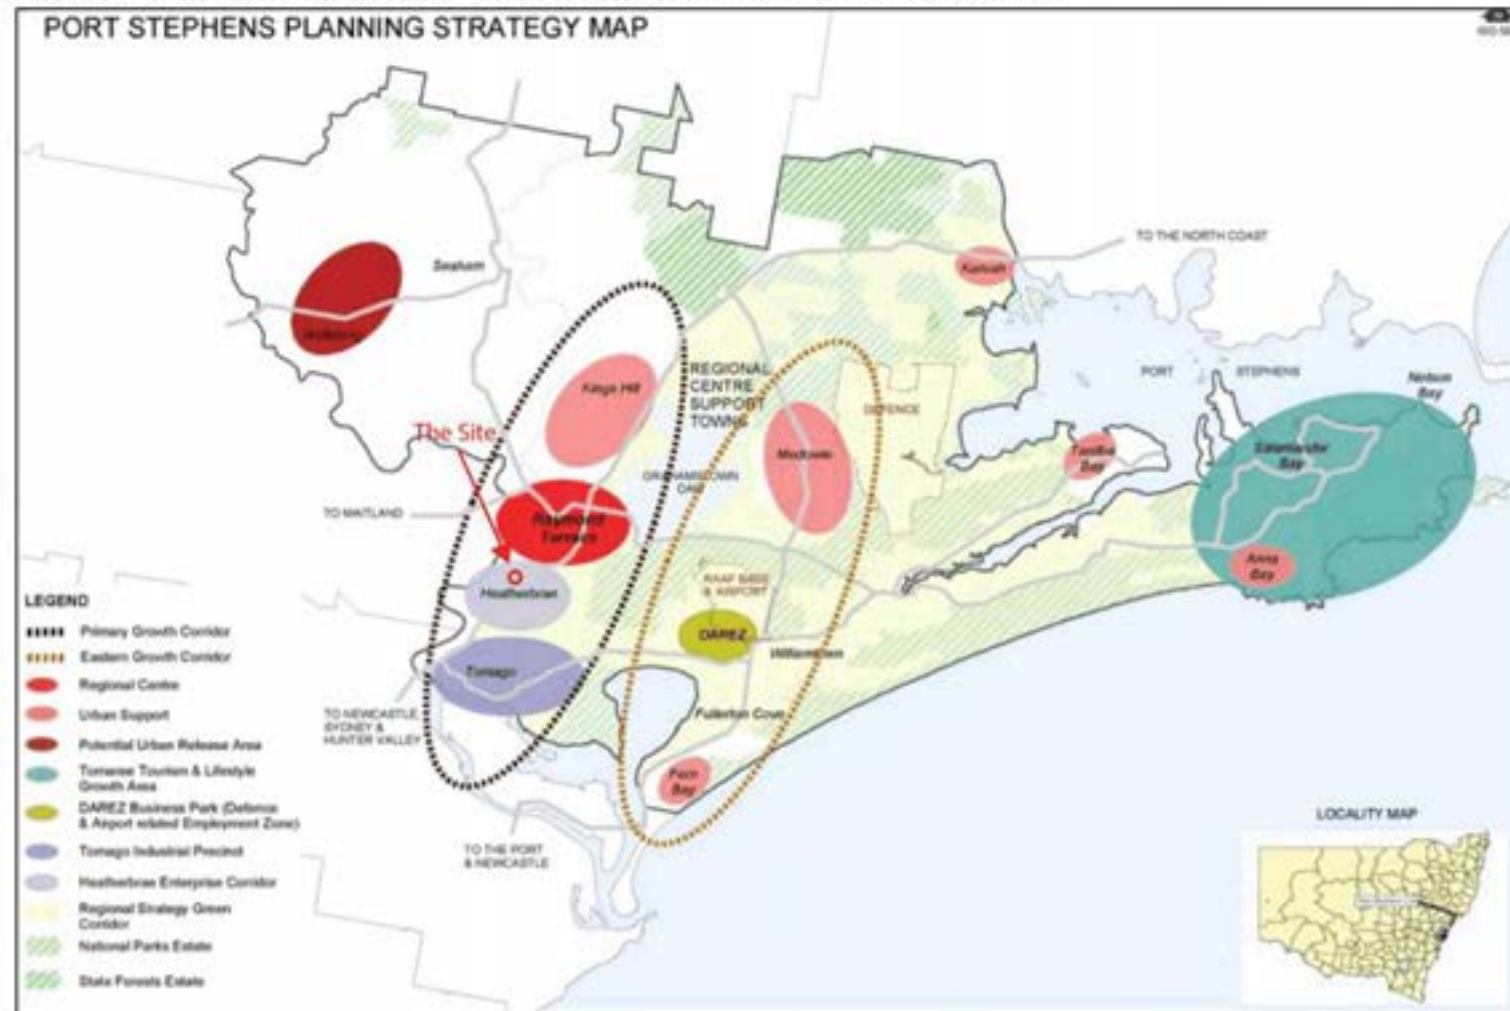 PORT STEPHENS PLANNING STRATEGY MAP
TO THE NORTH COAST
Karuah
Seaham
Kings Hill
REGIONAL
CENTRE
SUPPORT
TOWNS
DEFENCE
PORT STEPHENS
Nelson
Bay
The Site
Medowie
Tanilba
Bay
Salamander
Bay
GRAHAMSTOWN
DAM
TO MAITLAND
Raymond
Terrace
Anna
Bay
RAAF BASE
& AIRPORT
Heatherbrae
DAREZ
Williamtown
Tomago
TO NEWCASTLE,
SYDNEY &
HUNTER VALLEY
Fullerton Cove
Fern
Bay
TO THE PORT
& NEWCASTLE
LEGEND
Primary Growth Corridor
Eastern Growth Corridor
Regional Centre
Urban Support
Potential Urban Release Area
Tomaree Tourism & Lifestyle
Growth Area
DAREZ Business Park (Defence
& Airport related Employment Zone)
Tomago Industrial Precinct
Heatherbrae Enterprise Corridor
Regional Strategy Green
Corridor
National Parks Estate
State Forests Estate
LOCALITY MAP